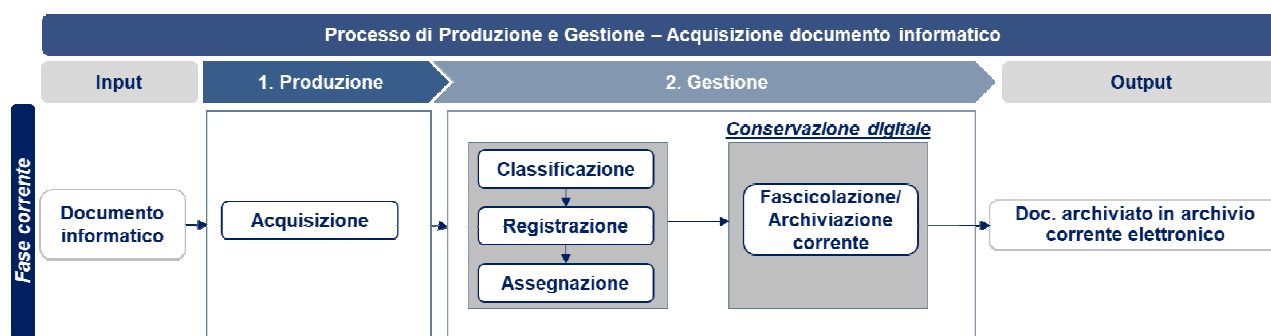 Processo di Produzione e Gestione – Acquisizione documento informatico
Input
1. Produzione
2. Gestione
Output
Fase corrente
Documento
informatico
Acquisizione
Classificazione
Registrazione
Assegnazione
Conservazione digitale
Fascicolazione/
Archiviazione
corrente
Doc. archiviato in archivio
corrente elettronico